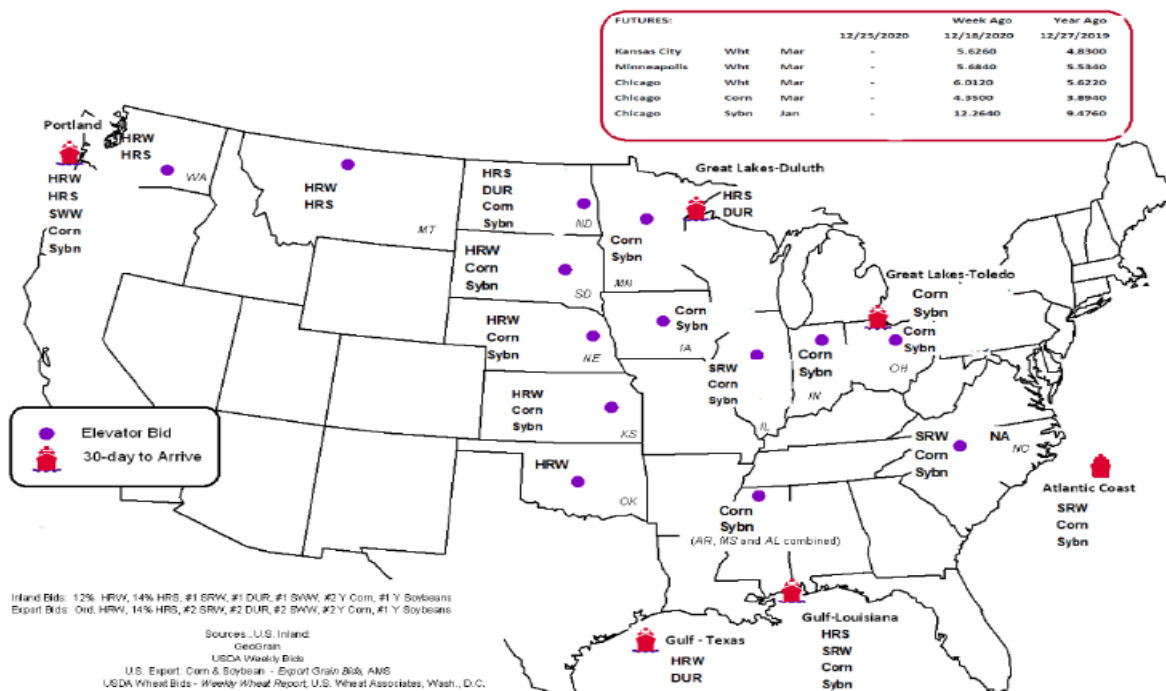 FUTURES: Week Ago Year Ago
12/25/2020 12/18/2020 12/27/2019
Kansas City Wht Mar - 5.6260 4.8300
Minneapolis Wht Mar - 5.6840 5.5340
Chicago Wht Mar - 6.0120 5.6220
Chicago Corn Mar - 4.3500 3.8940
Chicago Sybn Jan - 12.2640 9.4760
Portland
HRW
HRS
SWW
Corn
Sybn
HRW
HRS
WA
HRW
HRS
MT
HRS
DUR
Corn
Sybn
ND
HRW
Corn
Sybn
SD
HRW
Corn
Sybn
NE
HRW
Corn
Sybn
KS
HRW
OK
Corn
Sybn
MN
Great Lakes-Duluth
HRS
DUR
Corn
Sybn
IA
SRW
Corn
Sybn
IL
Great Lakes-Toledo
Corn
Sybn
Corn
Sybn
IN
Corn
Sybn
OH
SRW NA
Corn
Sybn
NC
Atlantic Coast
SRW
Corn
Sybn
Corn
Sybn
(AR, MS and AL combined)
Gulf-Louisiana
HRS
SRW
Corn
Sybn
Gulf - Texas
HRW
DUR
Elevator Bid
30-day to Arrive
Inland Bids: 12% HRW, 14% HRS, #1 SRW, #1 DUR, #1 SWW, #2 Y Corn, #1 Y Soybeans
Export Bids: Ord. HRW, 14% HRS, #2 SRW, #2 DUR, #2 SWW, #2 Y Corn, #1 Y Soybeans
Sources: U.S. Inland:
GeoGrain
USDA Weekly Bids
U.S. Export: Corn & Soybean - Export Grain Bids, AMS
USDA Wheat Bids - Weekly Wheat Report, U.S. Wheat Associates, Wash., D.C.